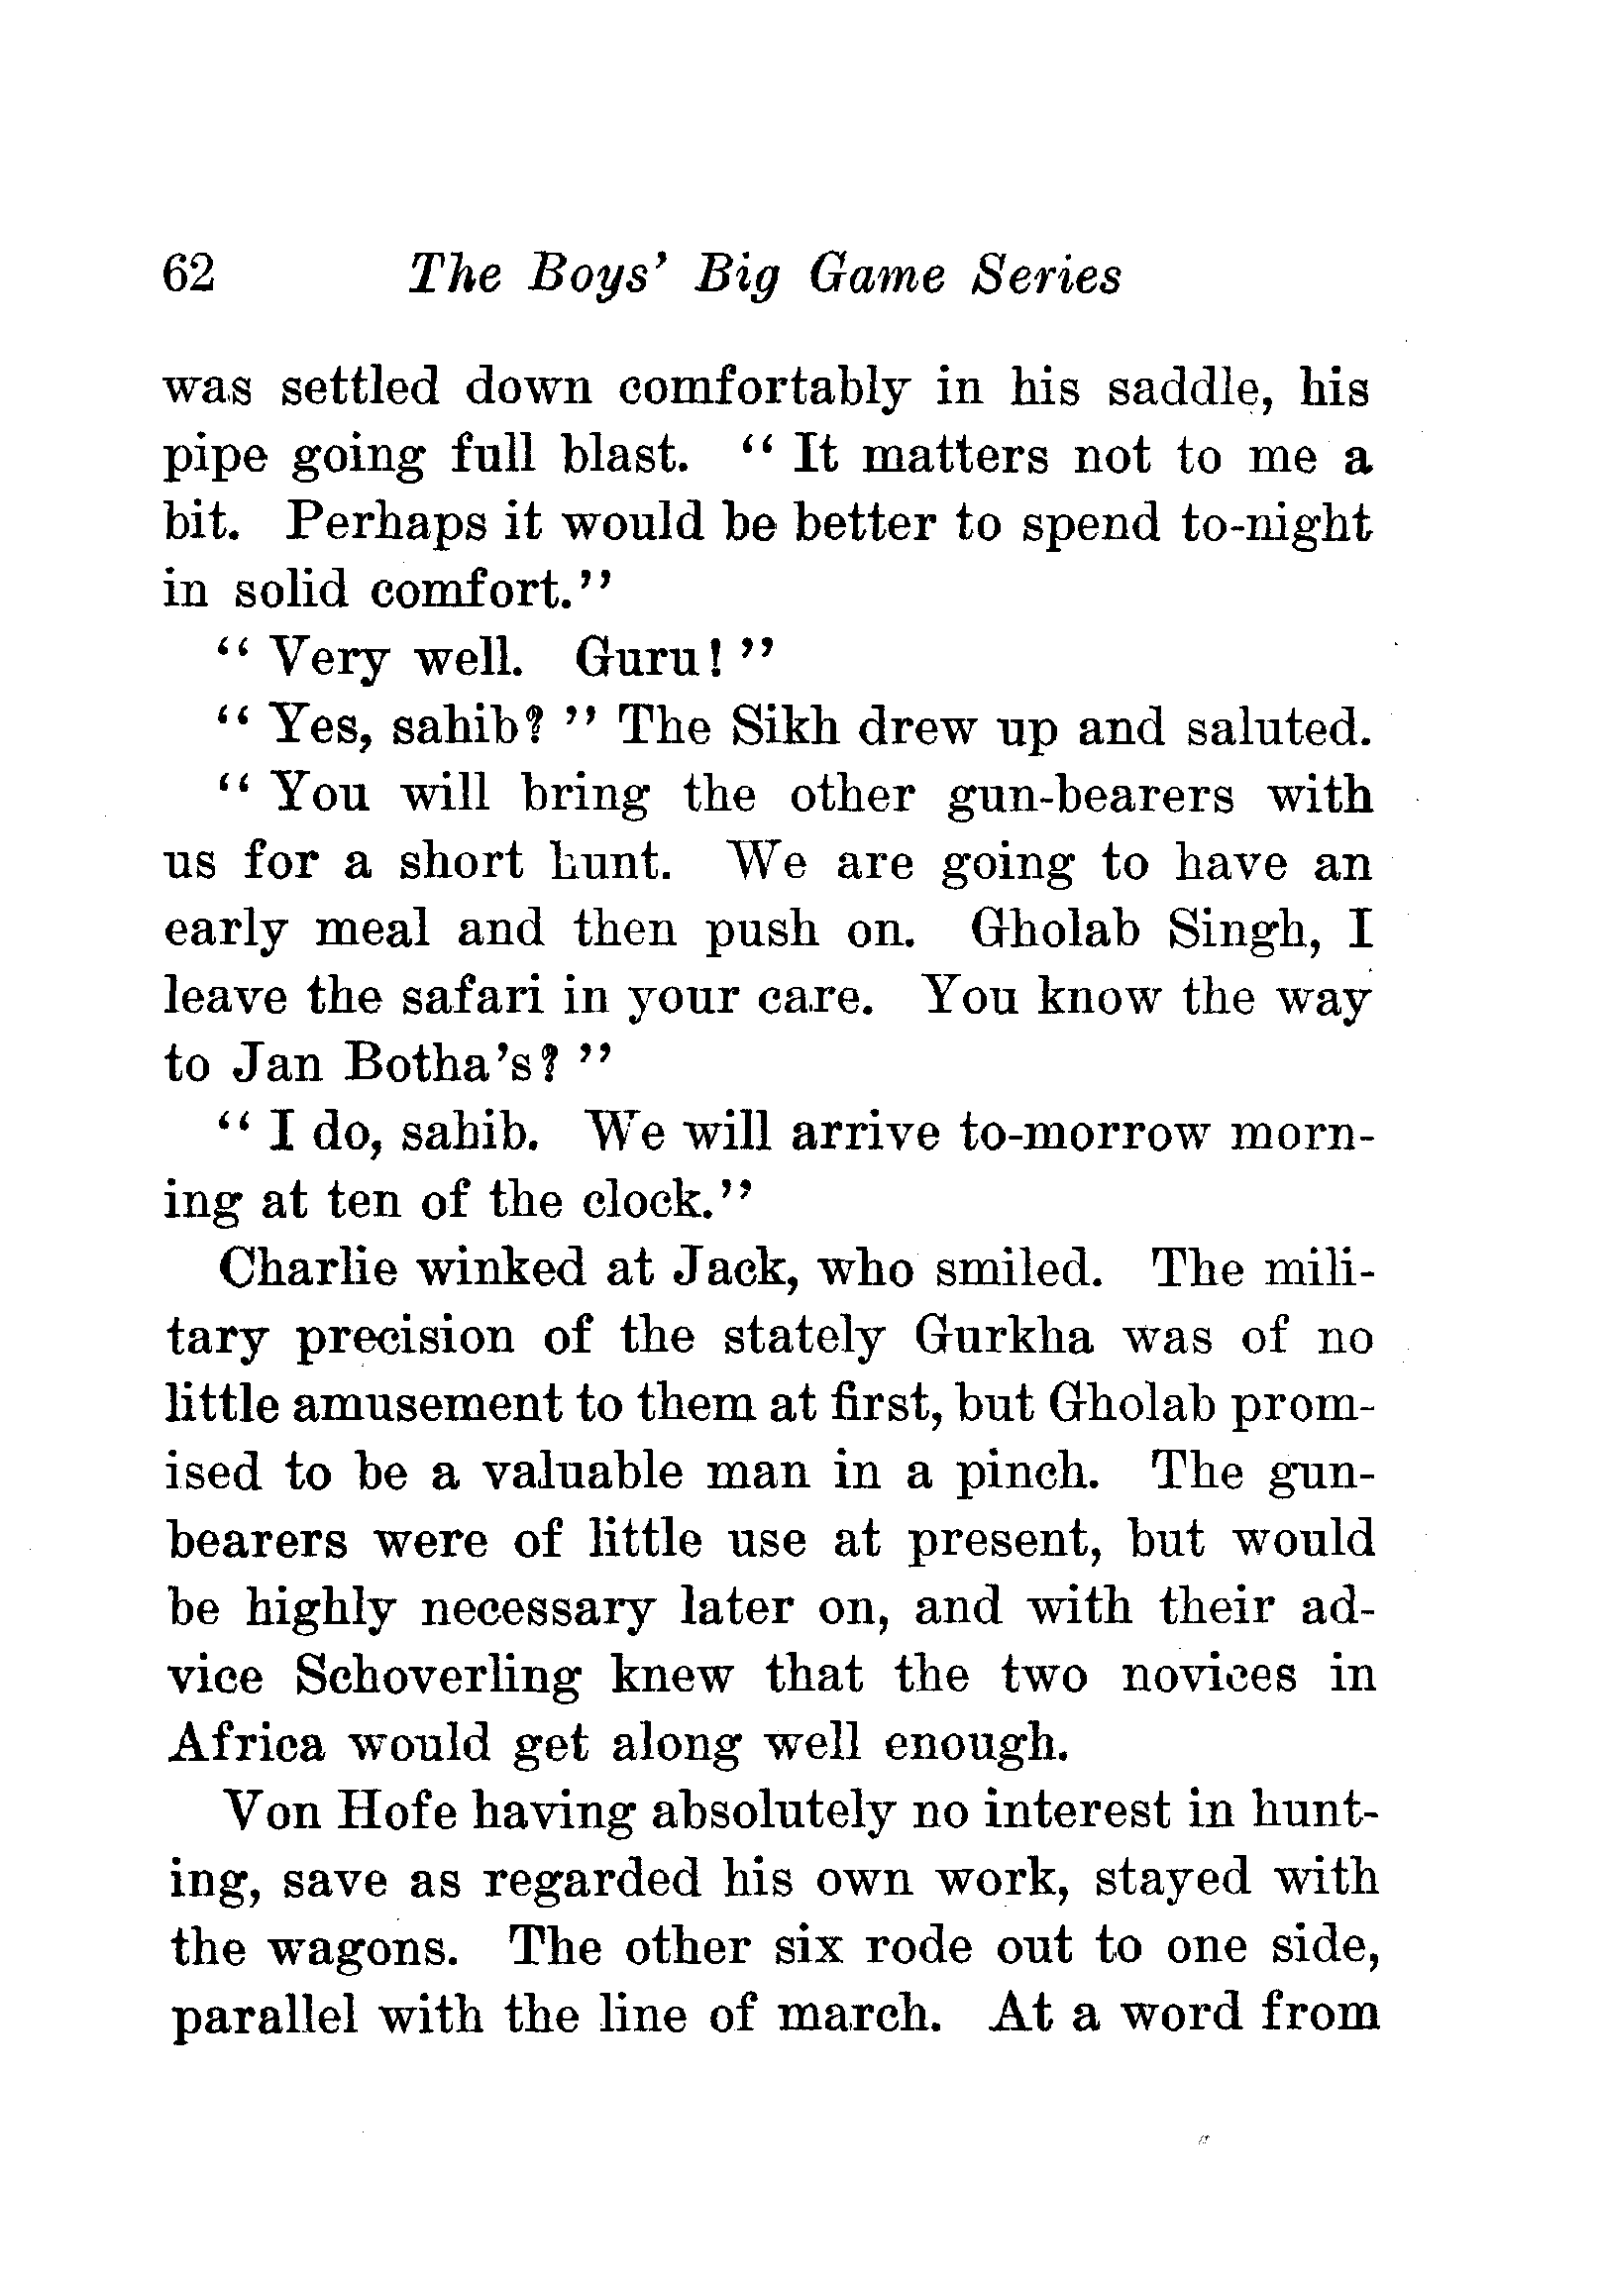 62 The Boys' Big Game Series
was settled down comfortably in his saddle, his
pipe going full blast. "It matters not to me a
bit. Perhaps it would be better to spend to-night
in solid comfort."
"Very well. Guru!"
"Yes, sahib?" The Sikh drew up and saluted.
"You will bring the other gun-bearers with
us for a short hunt. We are going to have an
early meal and then push on. Gholab Singh, I
leave the safari in your care. You know the way
to Jan Botha's?"
"I do, sahib. We will arrive to-morrow morn-
ing at ten of the clock."
Charlie winked at Jack, who smiled. The mili-
tary precision of the stately Gurkha was of no
little amusement to them at first, but Gholab prom-
ised to be a valuable man in a pinch. The gun-
bearers were of little use at present, but would
be highly necessary later on, and with their ad-
vice Schoverling knew that the two novices in
Africa would get along well enough.
Von Hofe having absolutely no interest in hunt-
ing, save as regarded his own work, stayed with
the wagons. The other six rode out to one side,
parallel with the line of march. At a word from